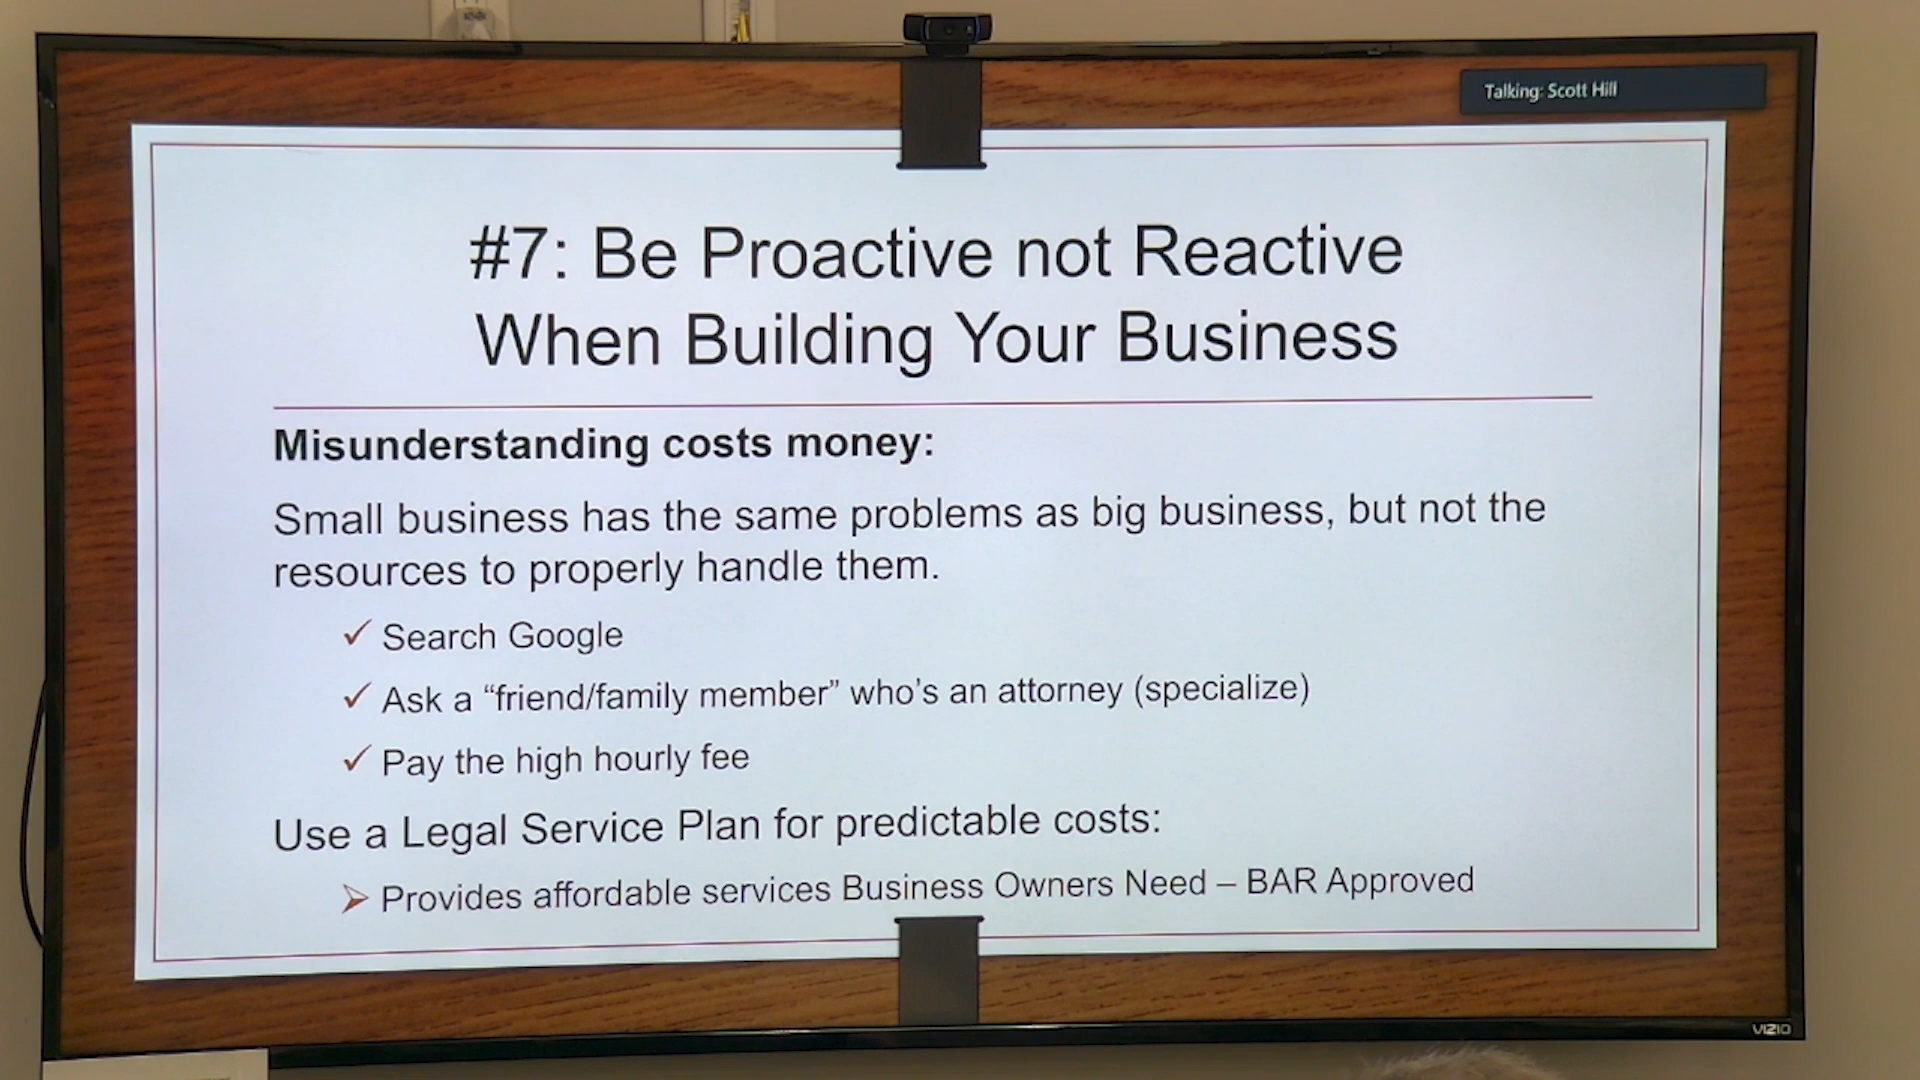 Talking: Scott Hill
#7: Be Proactive not Reactive
When Building Your Business
Misunderstanding costs money:
Small business has the same problems as big business, but not the
resources to properly handle them.
✓ Search Google
✓ Ask a “friend/family member” who’s an attorney (specialize)
✓ Pay the high hourly fee
Use a Legal Service Plan for predictable costs:
➢ Provides affordable services Business Owners Need – BAR Approved
VIZIO